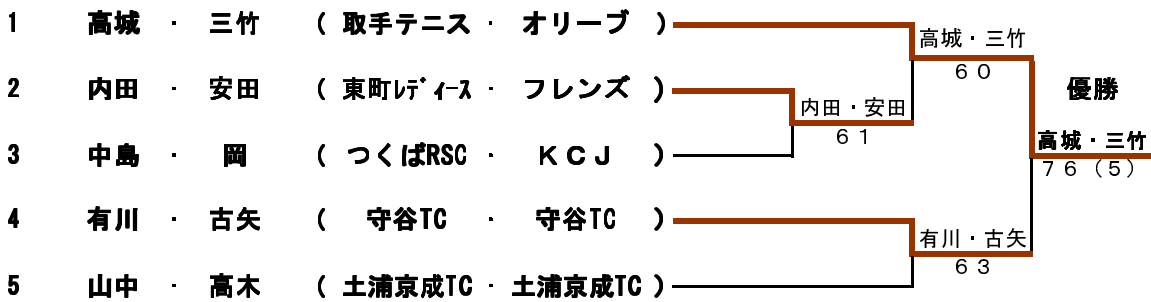 1 高城 ・ 三竹 ( 取手テニス ・ オリーブ )
高城・三竹
60
2 内田 ・ 安田 ( 東町ﾚﾃﾞｨｰｽ ・ フレンズ )
優勝
内田・安田
61
高城・三竹
76(5)
3 中島 ・ 岡 ( つくばRSC ・ KCJ )
4 有川 ・ 古矢 ( 守谷TC ・ 守谷TC )
有川・古矢
63
5 山中 ・ 高木 ( 土浦京成TC ・ 土浦京成TC )